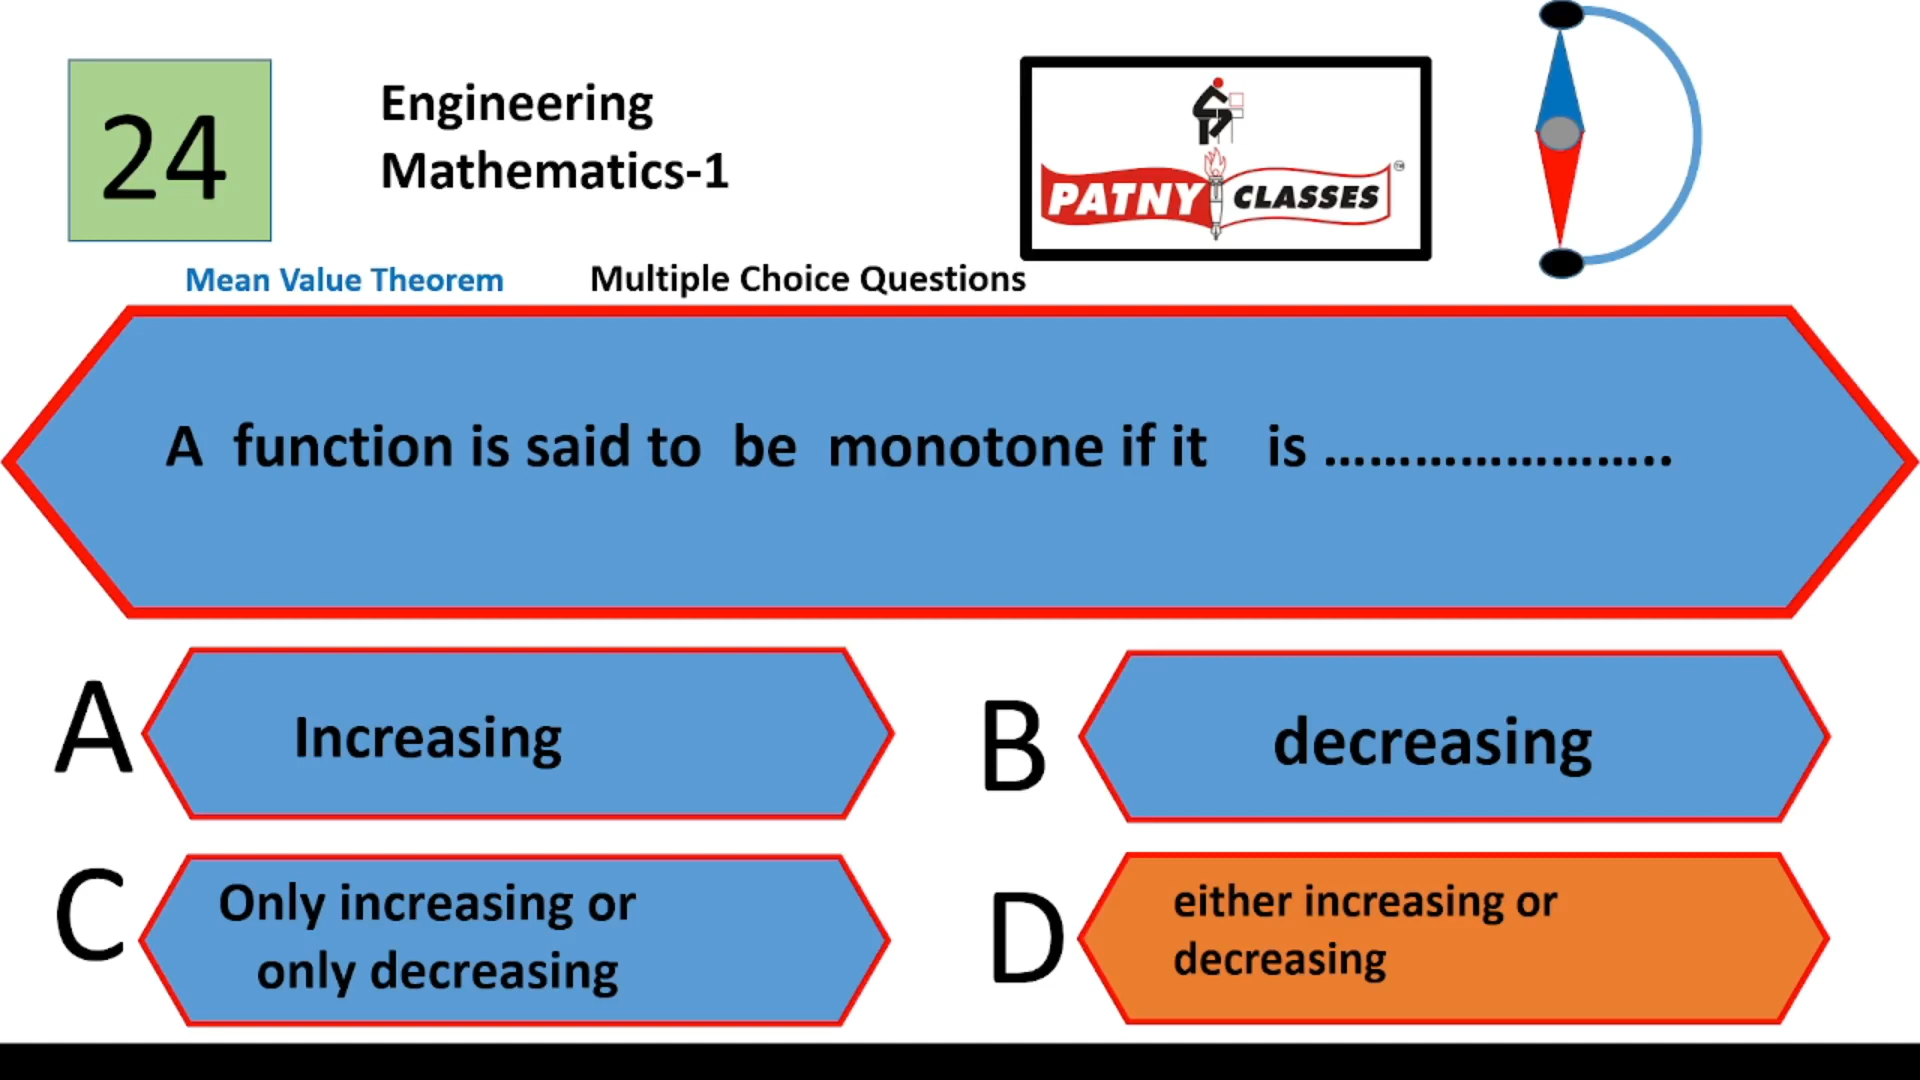 24
Engineering
Mathematics-1
PATNY CLASSES TM
Mean Value Theorem Multiple Choice Questions
A function is said to be monotone if it is ........................
A Increasing
B decreasing
C Only increasing or
only decreasing
D either increasing or
decreasing